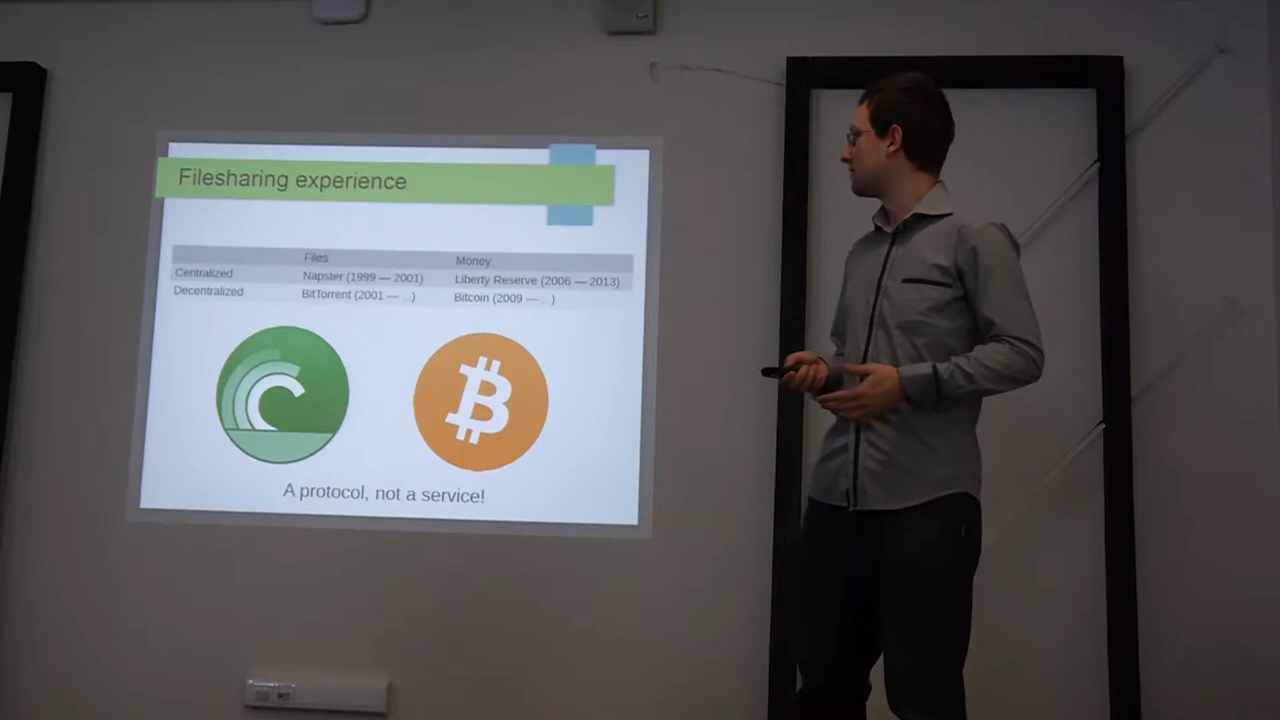 Filesharing experience
Files Money
Centralized Napster (1999 — 2001) Liberty Reserve (2006 — 2013)
Decentralized BitTorrent (2001 — ...) Bitcoin (2009 — ...)
A protocol, not a service!